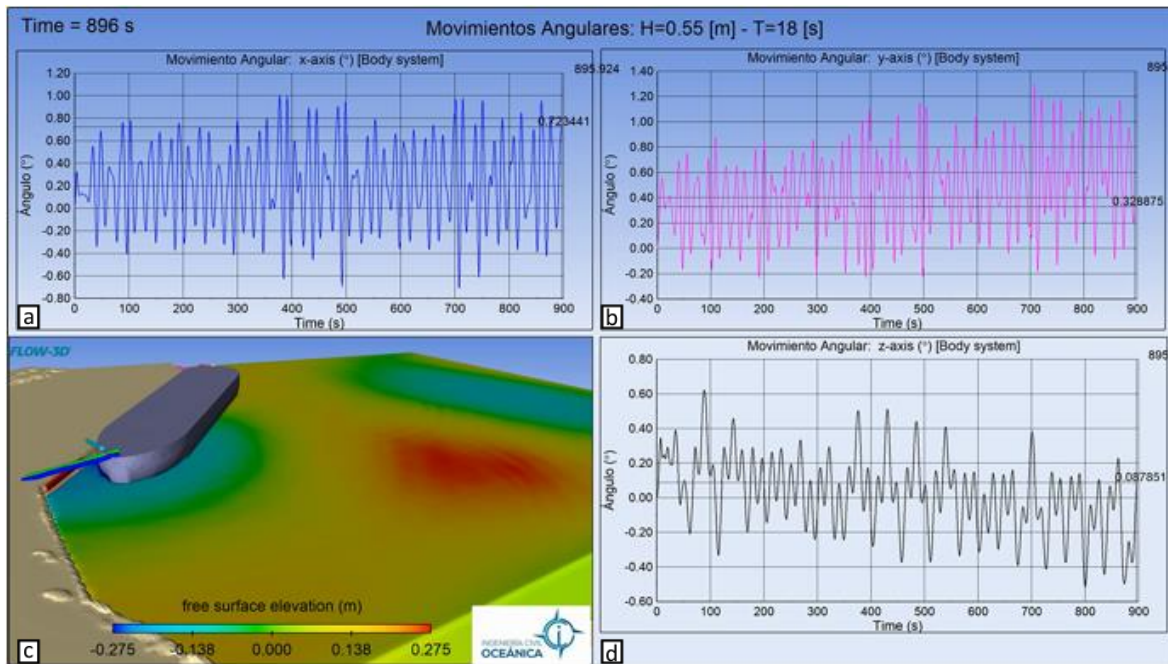 Time = 896 s
Movimientos Angulares: H=0.55 [m] - T=18 [s]
Movimiento Angular: x-axis (°) [Body system]
895.924
1.20
1.00
0.80
0.60
0.40
0.20
0.00
-0.20
-0.40
-0.60
-0.80
0.723441
Ángulo (°)
0 100 200 300 400 500 600 700 800 900
Time (s)
a
Movimiento Angular: y-axis (°) [Body system]
895
1.40
1.20
1.00
0.80
0.60
0.40
0.20
0.00
-0.20
-0.40
0.328875
Ángulo (°)
0 100 200 300 400 500 600 700 800 900
Time (s)
b
FLOW-3D
free surface elevation (m)
-0.275 -0.138 0.000 0.138 0.275
c
INGENIERÍA CIVIL
OCEÁNICA
Movimiento Angular: z-axis (°) [Body system]
895
0.80
0.60
0.40
0.20
0.00
-0.20
-0.40
-0.60
0.087851
Ángulo (°)
0 100 200 300 400 500 600 700 800 900
Time (s)
d